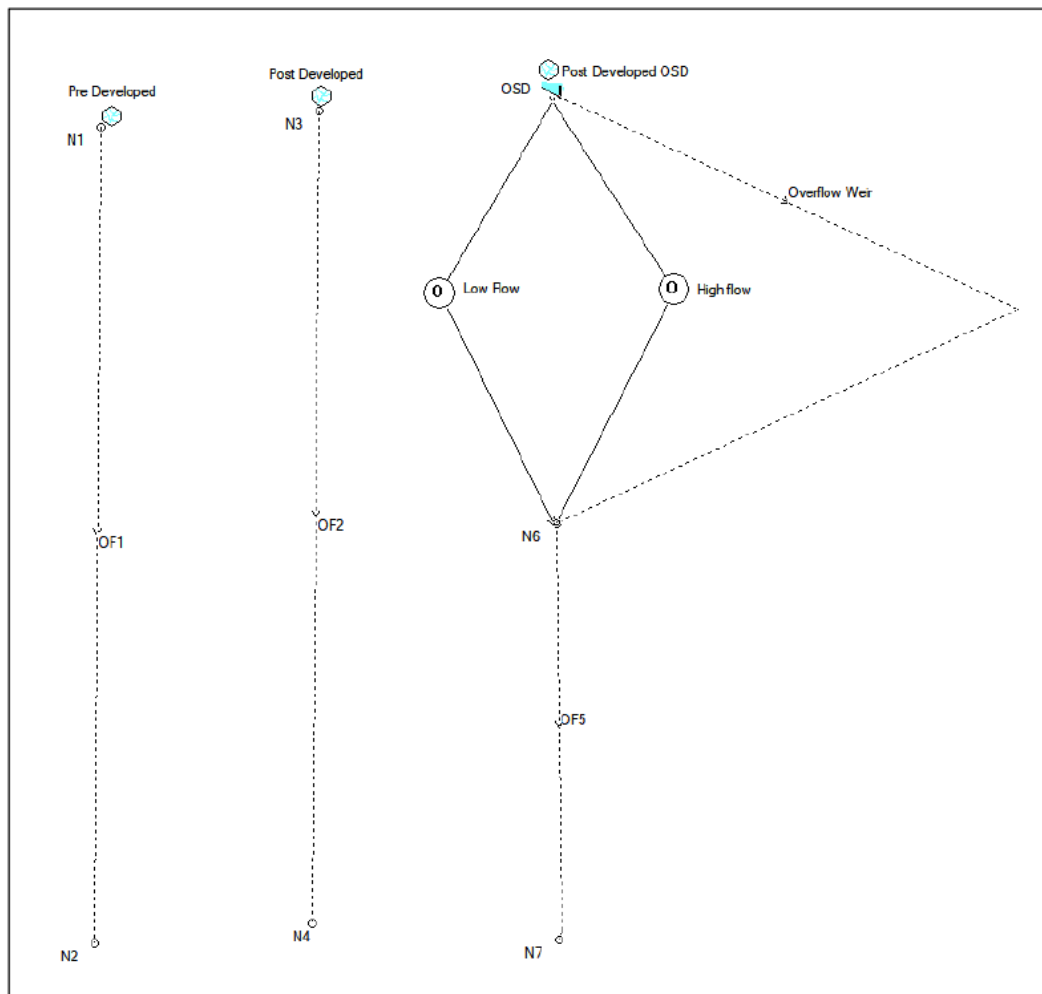 Post Developed OSD
Post Developed
OSD
Pre Developed
N3
N1
Overflow Weir
O
Low Flow
O
High flow
OF2
N6
OF1
OF5
N4
N7
N2